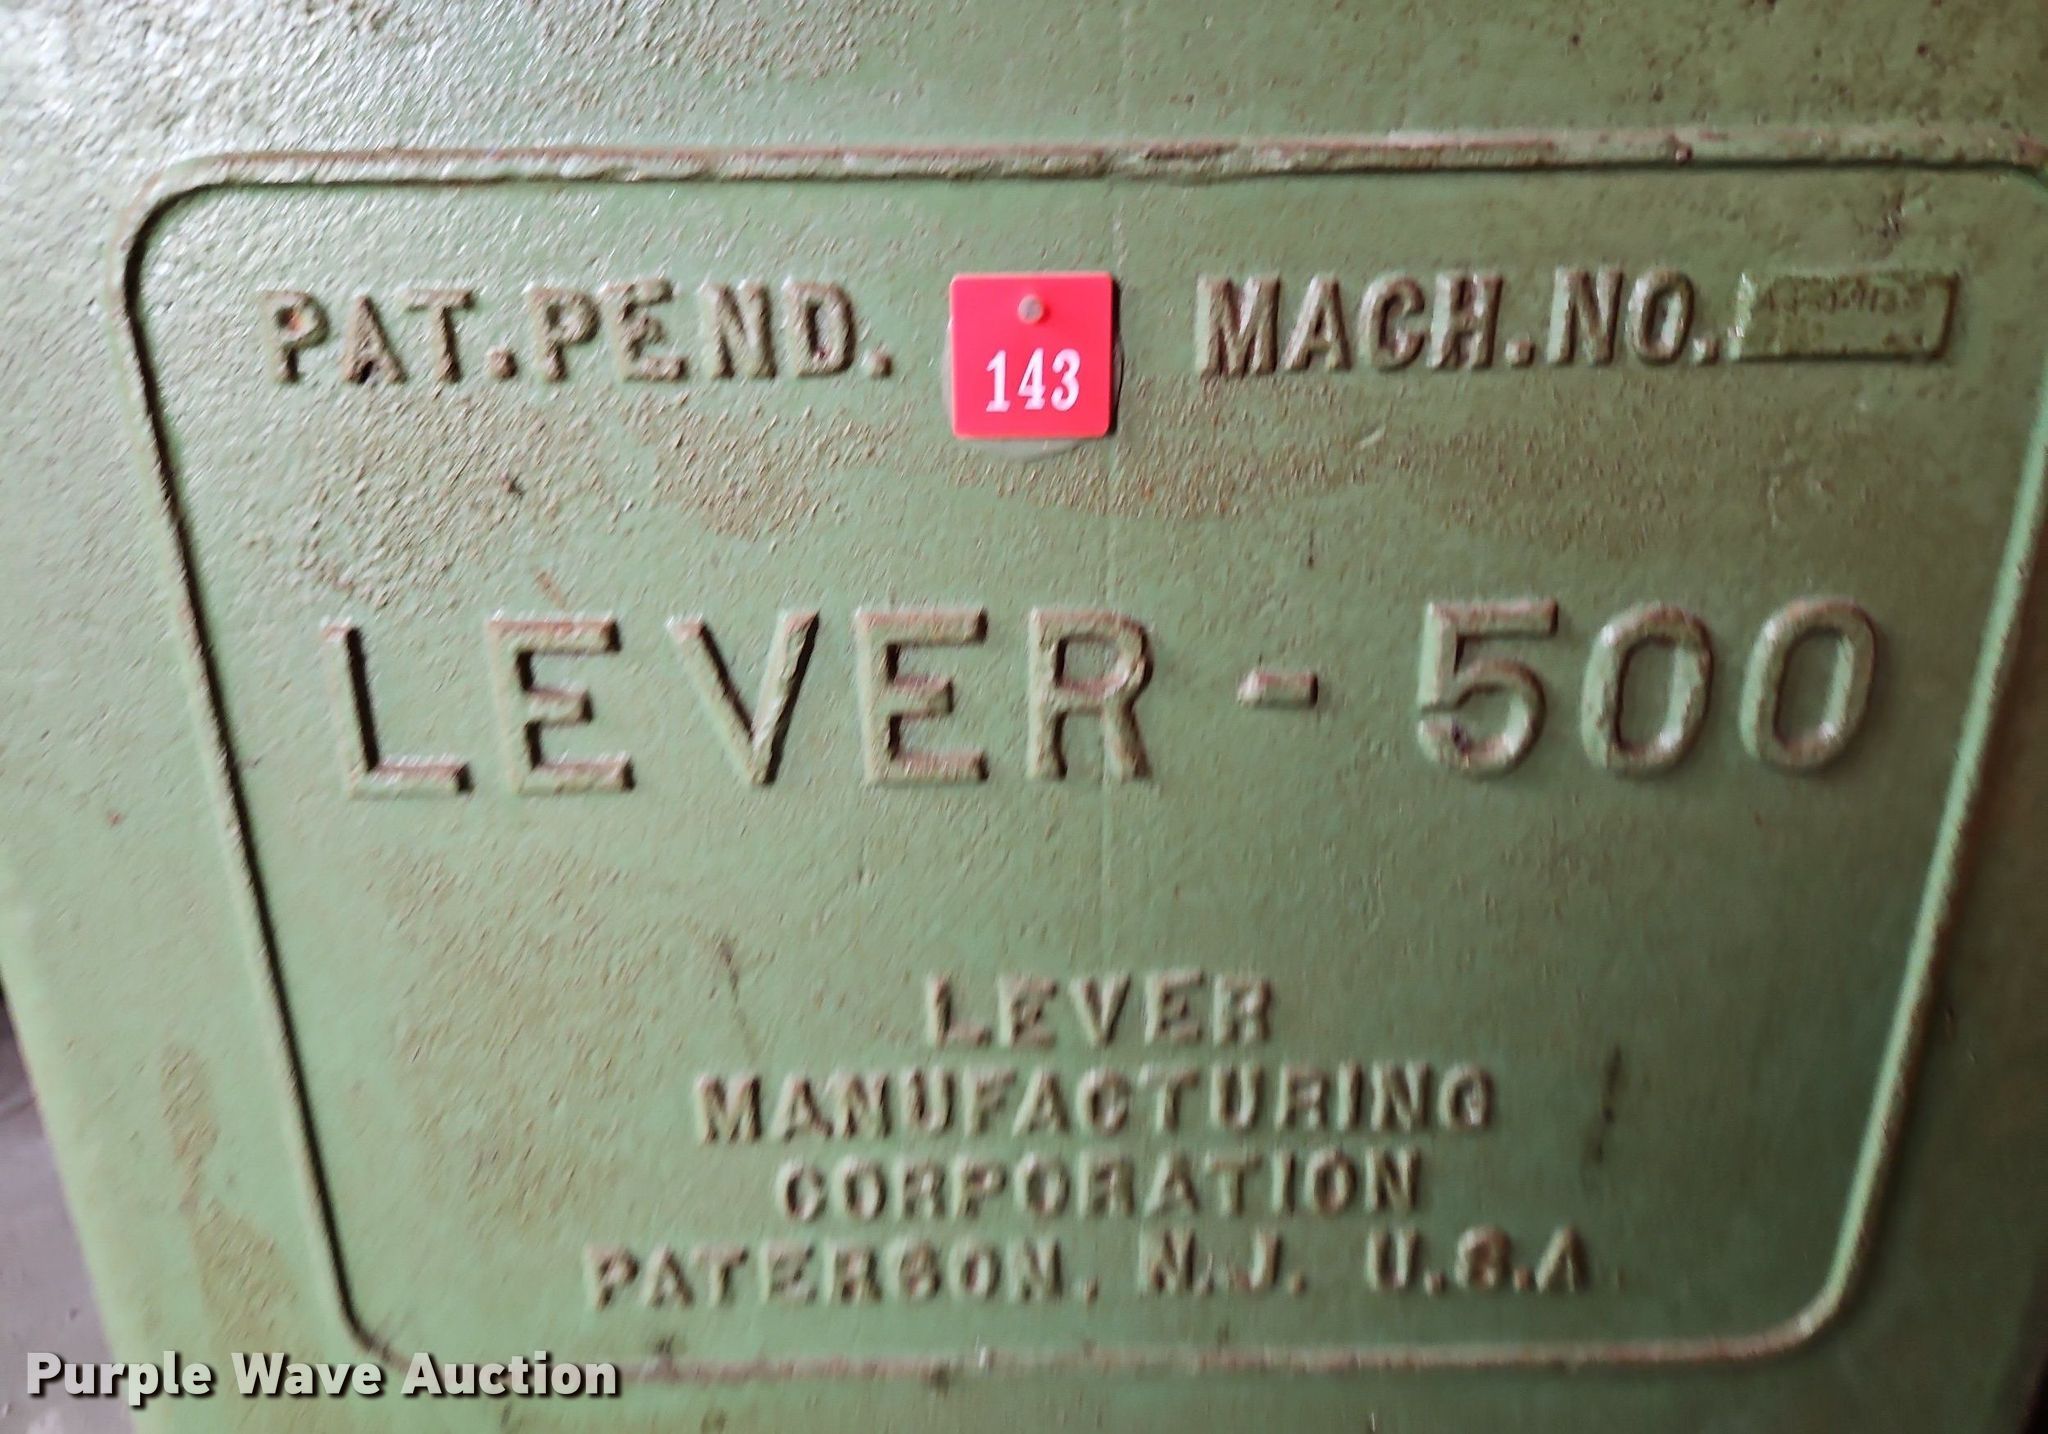 PAT.PEND.
143
MACH.NO.
LEVER - 500
LEVER
MANUFACTURING
CORPORATION
PATERSON, N.J. U.S.A
Purple Wave Auction